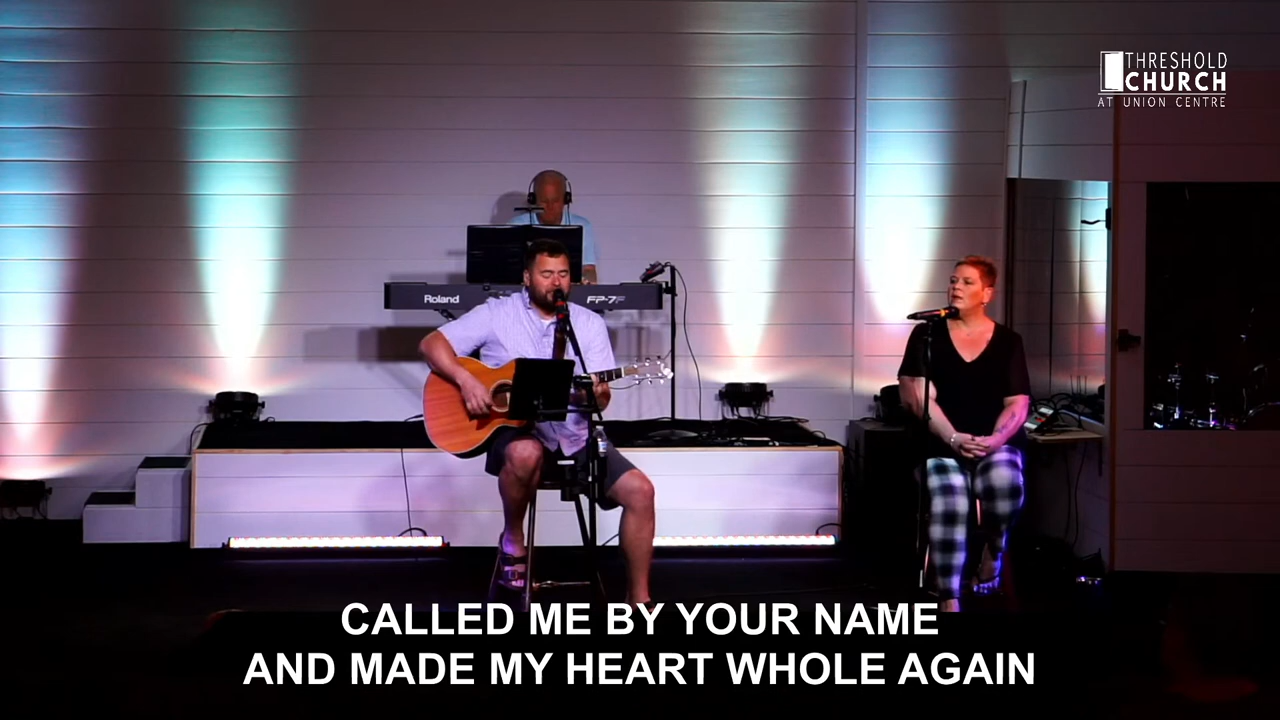 THRESHOLD
CHURCH
AT UNION CENTRE
Roland
FP-7F
CALLED ME BY YOUR NAME
AND MADE MY HEART WHOLE AGAIN